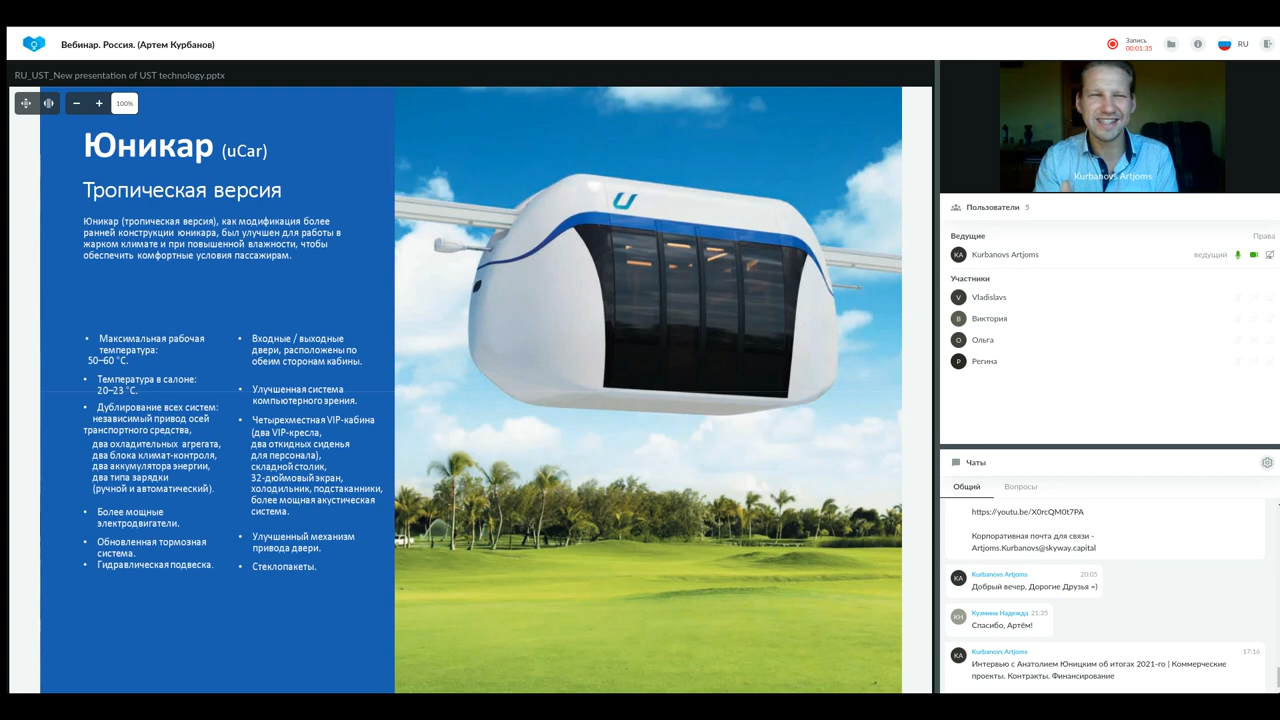 Вебинар. Россия. (Артем Курбанов)
Запись
00:01:35
RU
RU_UST_New presentation of UST technology.pptx
100%
Юникар (uCar)
Тропическая версия
Юникар (тропическая версия), как модификация более
ранней конструкции юникара, был улучшен для работы в
жарком климате и при повышенной влажности, чтобы
обеспечить комфортные условия пассажирам.
• Максимальная рабочая
температура:
50–60 °C.
• Температура в салоне:
20–23 °C.
• Дублирование всех систем:
независимый привод осей
транспортного средства,
два охладительных агрегата,
два блока климат-контроля,
два аккумулятора энергии,
два типа зарядки
(ручной и автоматический).
• Более мощные
электродвигатели.
• Обновленная тормозная
система.
• Гидравлическая подвеска.
• Входные / выходные
двери, расположены по
обеим сторонам кабины.
• Улучшенная система
компьютерного зрения.
• Четырехместная VIP-кабина
(два VIP-кресла,
два откидных сиденья
для персонала),
складной столик,
32-дюймовый экран,
холодильник, подстаканники,
более мощная акустическая
система.
• Улучшенный механизм
привода двери.
• Стеклопакеты.
Kurbanovs Artjoms
Пользователи 5
Ведущие Права
KA Kurbanovs Artjoms ведущий
Участники
V Vladislavs
В Виктория
О Ольга
Р Регина
Чаты
Общий Вопросы
https://youtu.be/X0rcQM0t7PA
Корпоративная почта для связи -
Artjoms.Kurbanovs@skyway.capital
KA Kurbanovs Artjoms 20:05
Добрый вечер, Дорогие Друзья =)
КН Кузмина Надежда 21:35
Спасибо, Артём!
KA Kurbanovs Artjoms 17:16
Интервью с Анатолием Юницким об итогах 2021-го | Коммерческие
проекты. Контракты. Финансирование